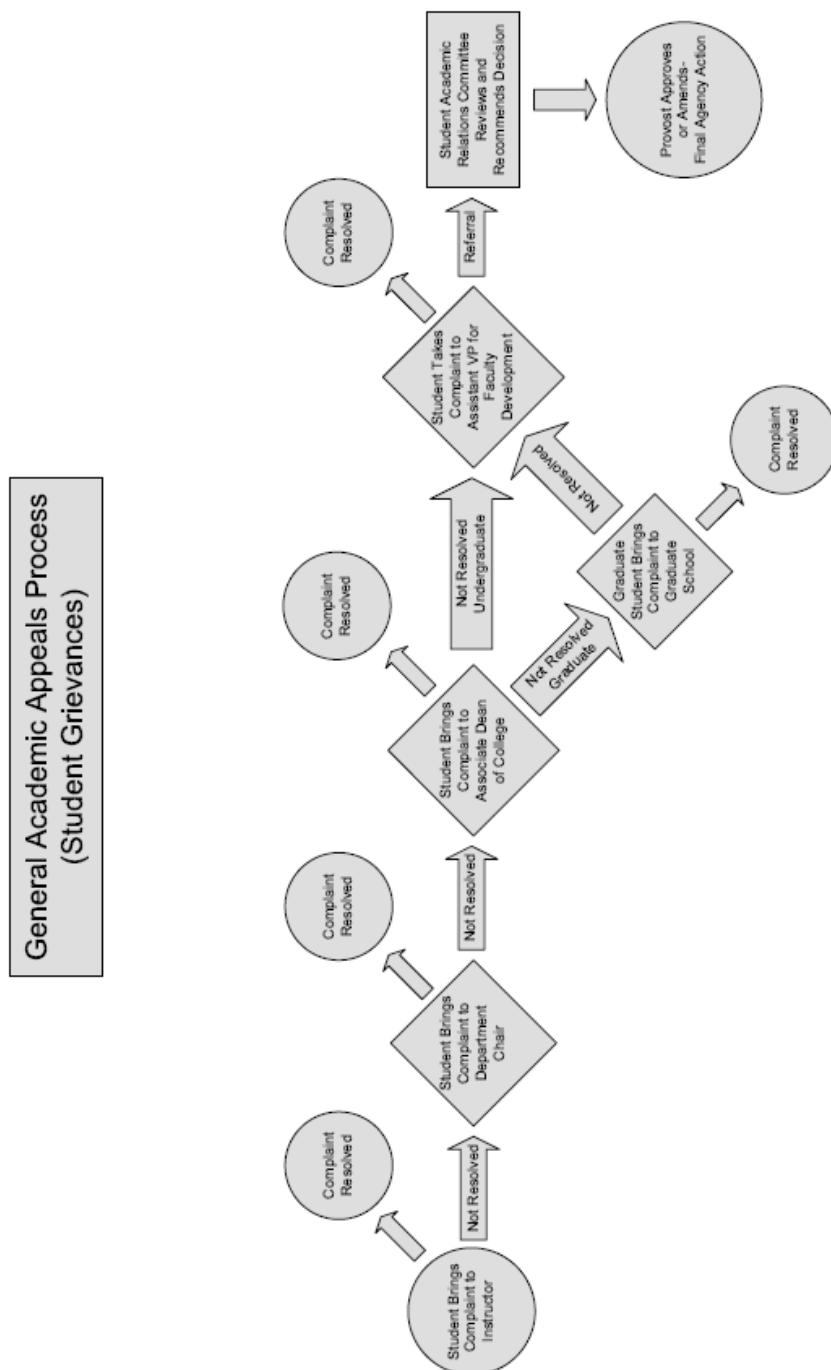 General Academic Appeals Process
(Student Grievances)
Student Brings
Complaint to
Instructor
Complaint
Resolved
Not Resolved
Student Brings
Complaint to
Department
Chair
Complaint
Resolved
Not Resolved
Student Brings
Complaint to
Associate Dean
of College
Complaint
Resolved
Not Resolved
Undergraduate
Not Resolved
Graduate
Graduate
Student Brings
Complaint to
Graduate
School
Complaint
Resolved
Not Resolved
Student Takes
Complaint to
Assistant VP for
Faculty
Development
Complaint
Resolved
Referral
Student Academic
Relations Committee
Reviews and
Recommends Decision
Provost Approves
or Amends-
Final Agency Action